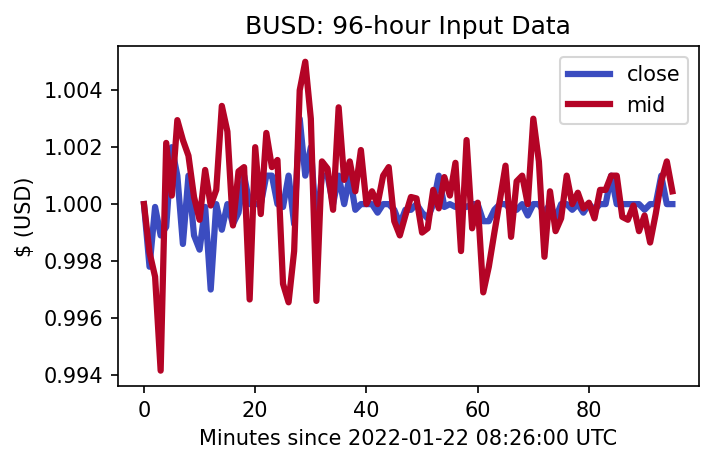 BUSD: 96-hour Input Data
close
mid
$ (USD)
1.004
1.002
1.000
0.998
0.996
0.994
0 20 40 60 80
Minutes since 2022-01-22 08:26:00 UTC